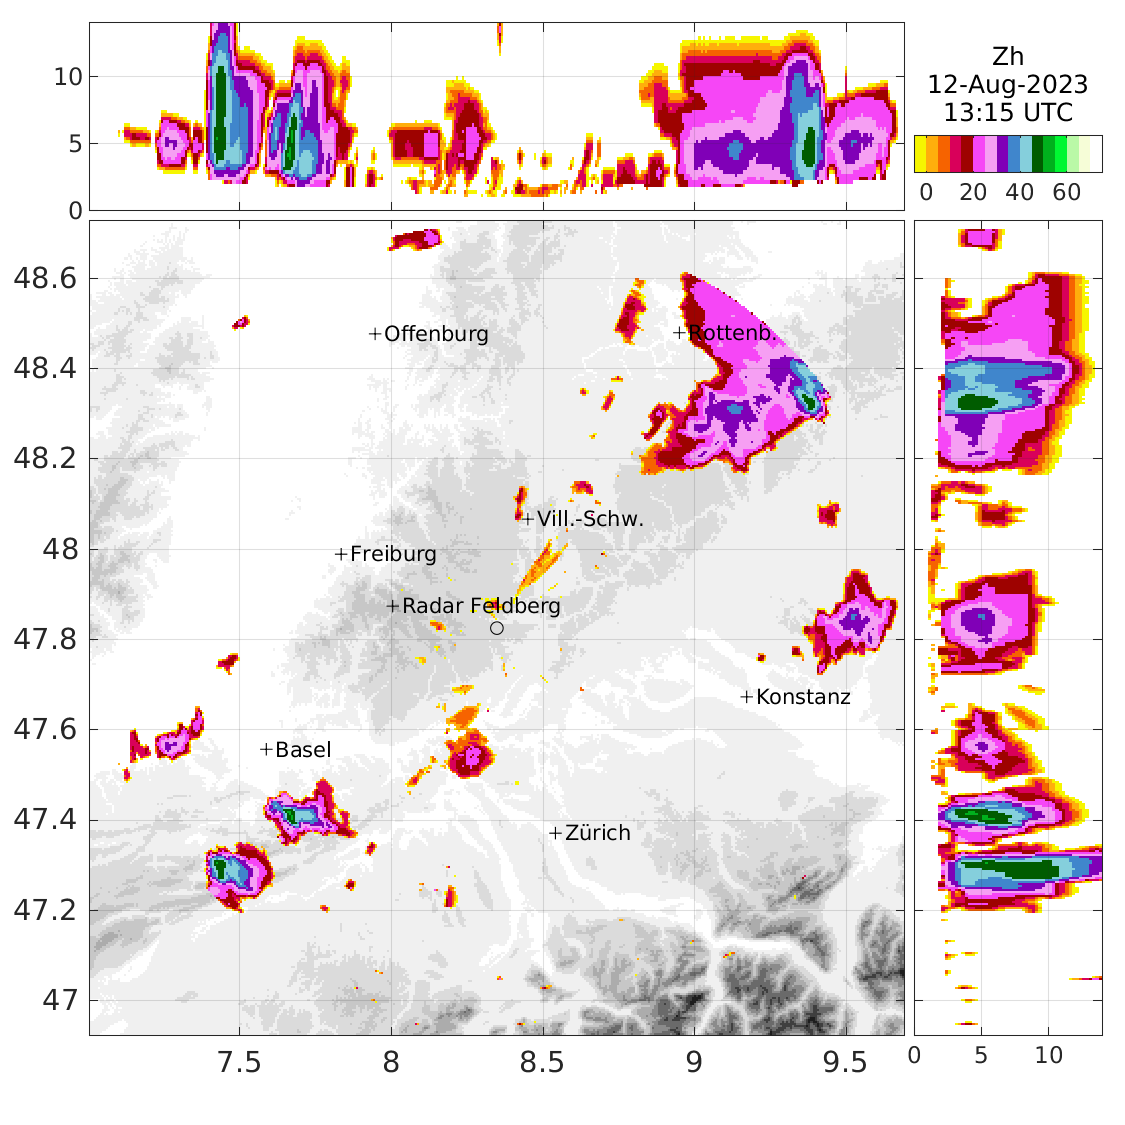 10
5
0
Zh
12-Aug-2023
13:15 UTC
0 20 40 60
48.6
48.4
48.2
48
47.8
47.6
47.4
47.2
47
+Offenburg
+Rottenb.
+Vill.-Schw.
+Freiburg
+Radar Feldberg
+Konstanz
+Basel
+Zürich
7.5 8 8.5 9 9.5
0 5 10